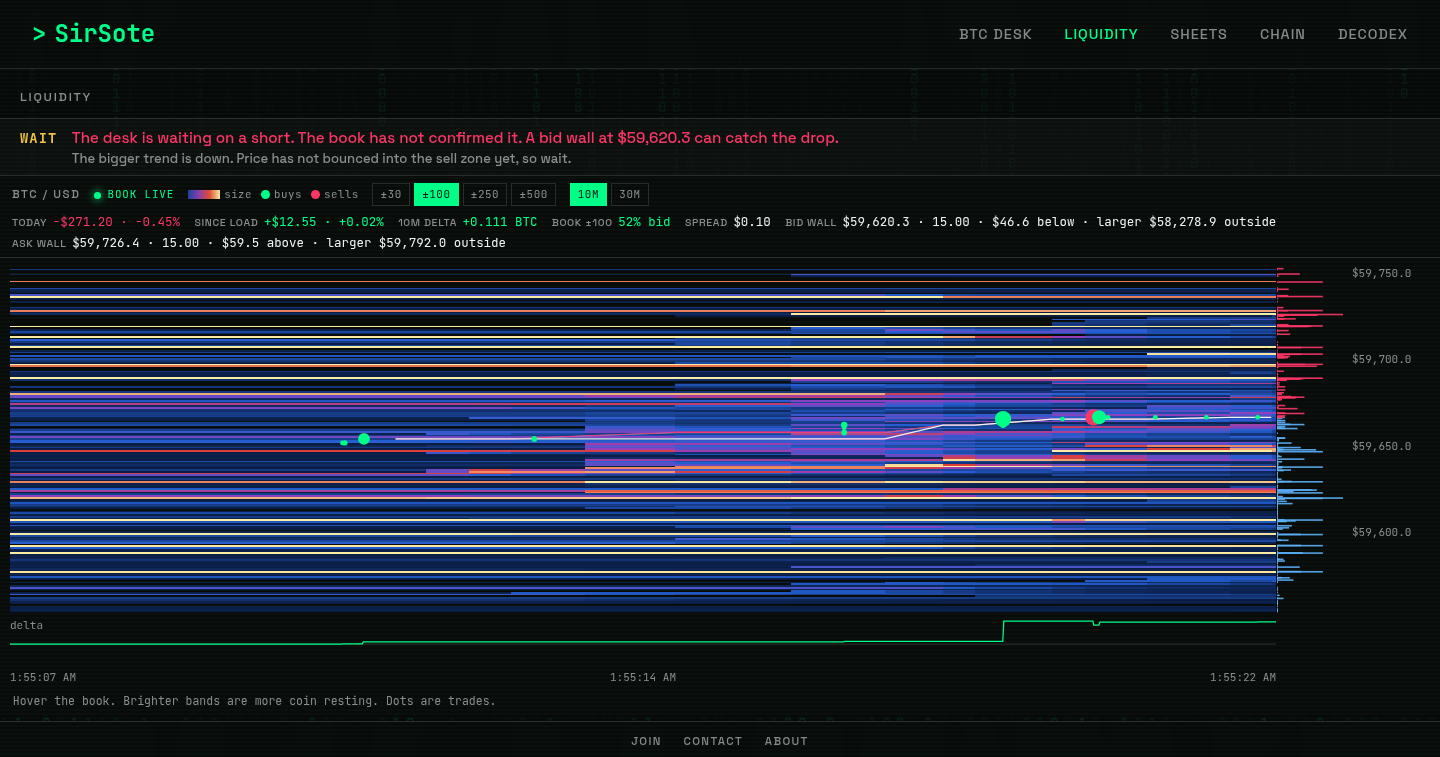 > SirSote
BTC DESK LIQUIDITY SHEETS CHAIN DECODEX
LIQUIDITY
WAIT The desk is waiting on a short. The book has not confirmed it. A bid wall at $59,620.3 can catch the drop.
The bigger trend is down. Price has not bounced into the sell zone yet, so wait.
BTC / USD BOOK LIVE size buys sells ±30 ±100 ±250 ±500 10M 30M
TODAY -$271.20 · -0.45% SINCE LOAD +$12.55 · +0.02% 10M DELTA +0.111 BTC BOOK ±100 52% bid SPREAD $0.10 BID WALL $59,620.3 · 15.00 · $46.6 below · larger $58,278.9 outside
ASK WALL $59,726.4 · 15.00 · $59.5 above · larger $59,792.0 outside
$59,750.0
$59,700.0
$59,650.0
$59,600.0
delta
1:55:07 AM 1:55:14 AM 1:55:22 AM
Hover the book. Brighter bands are more coin resting. Dots are trades.
JOIN CONTACT ABOUT